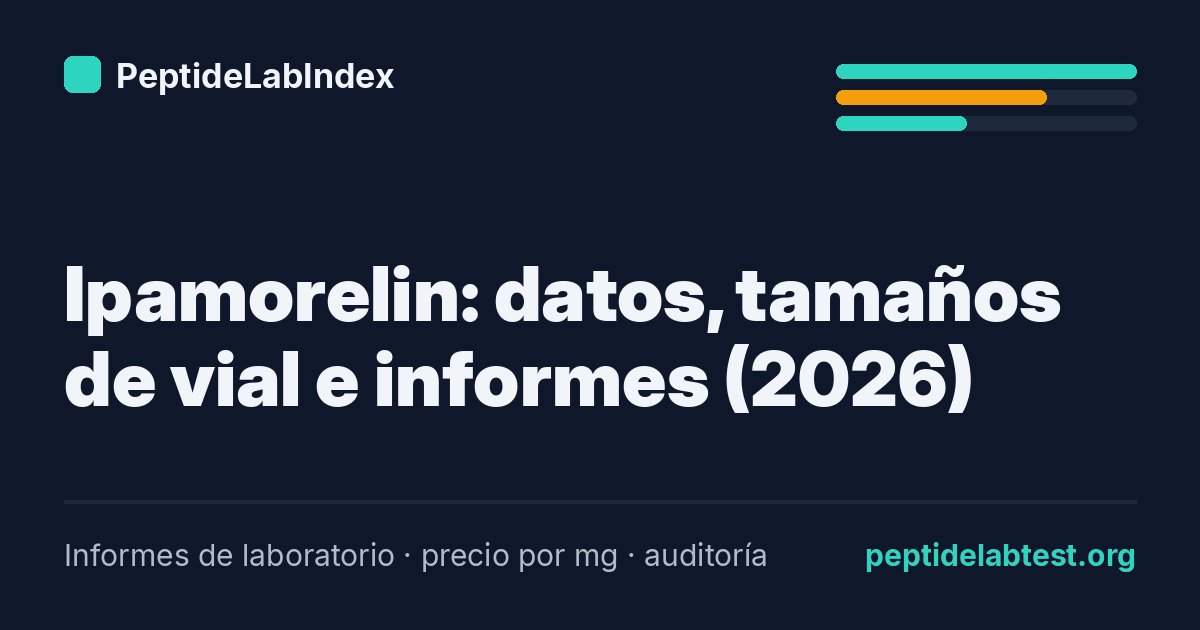 PeptideLabIndex
Ipamorelin: datos, tamaños
de vial e informes (2026)
Informes de laboratorio · precio por mg · auditoría
peptidelabtest.org